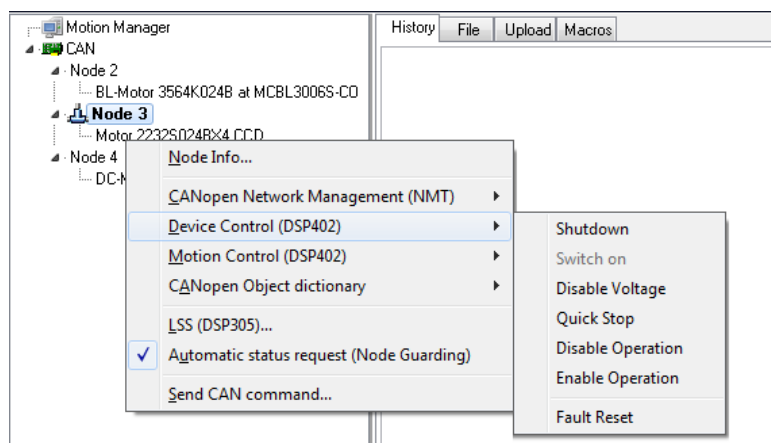 Motion Manager
CAN
Node 2
BL-Motor 3564K024B at MCBL3006S-CO
Node 3
Motor 2232S024BX4 CCD
Node 4
DC-M
History File Upload Macros
Node Info...
CANopen Network Management (NMT)
Device Control (DSP402)
Motion Control (DSP402)
CANopen Object dictionary
LSS (DSP305)...
Automatic status request (Node Guarding)
Send CAN command...
Shutdown
Switch on
Disable Voltage
Quick Stop
Disable Operation
Enable Operation
Fault Reset